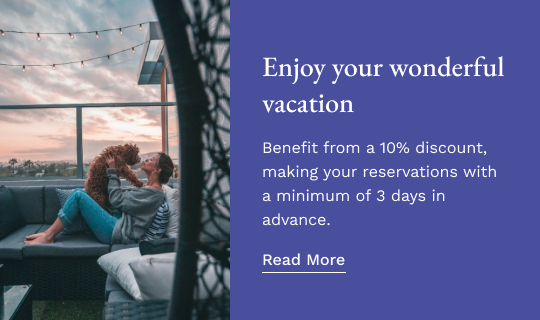 Enjoy your wonderful
vacation
Benefit from a 10% discount,
making your reservations with
a minimum of 3 days in
advance.
Read More